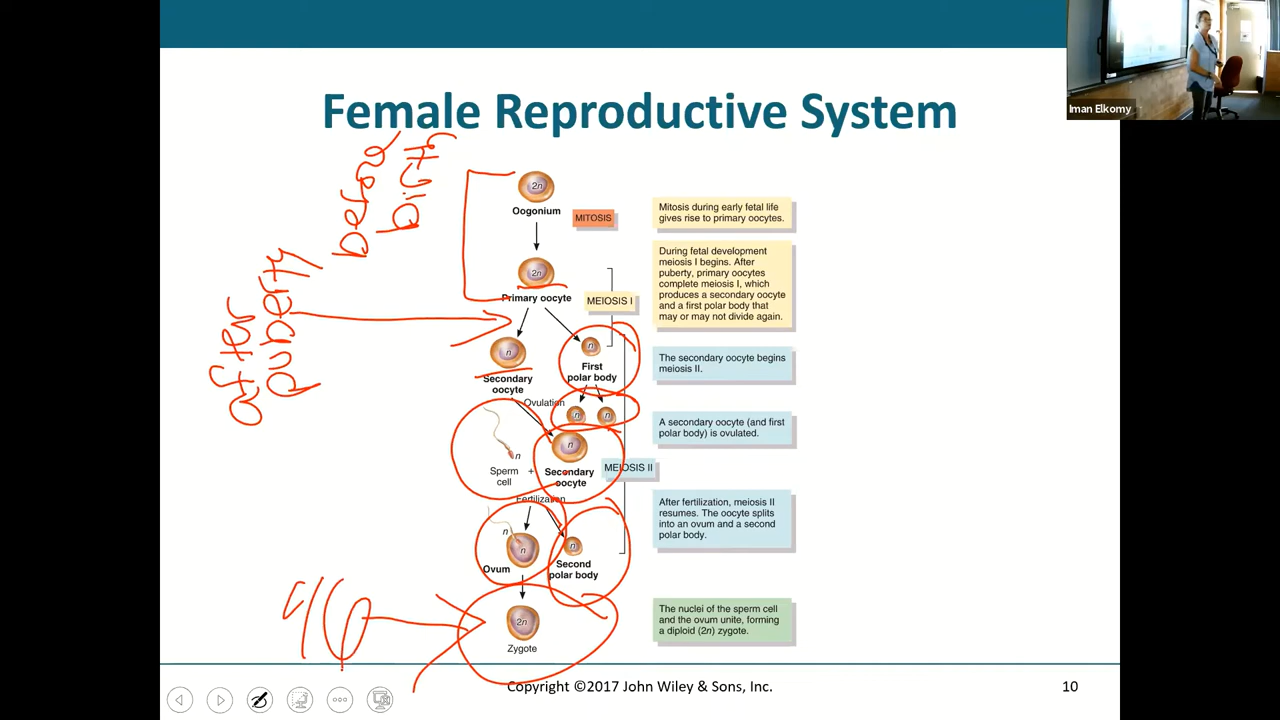 Iman Elkomy
Female Reproductive System
before
birth
after
puberty
2n
Oogonium
MITOSIS
Mitosis during early fetal life
gives rise to primary oocytes.
2n
Primary oocyte
MEIOSIS I
During fetal development
meiosis I begins. After
puberty, primary oocytes
complete meiosis I, which
produces a secondary oocyte
and a first polar body that
may or may not divide again.
n
Secondary
oocyte
n
First
polar body
The secondary oocyte begins
meiosis II.
Ovulation
n
n
A secondary oocyte (and first
polar body) is ovulated.
n
Sperm
cell
+
n
Secondary
oocyte
MEIOSIS II
Fertilization
After fertilization, meiosis II
resumes. The oocyte splits
into an ovum and a second
polar body.
n
n
Ovum
n
Second
polar body
2n
Zygote
The nuclei of the sperm cell
and the ovum unite, forming
a diploid (2n) zygote.
Copyright ©2017 John Wiley & Sons, Inc.
10